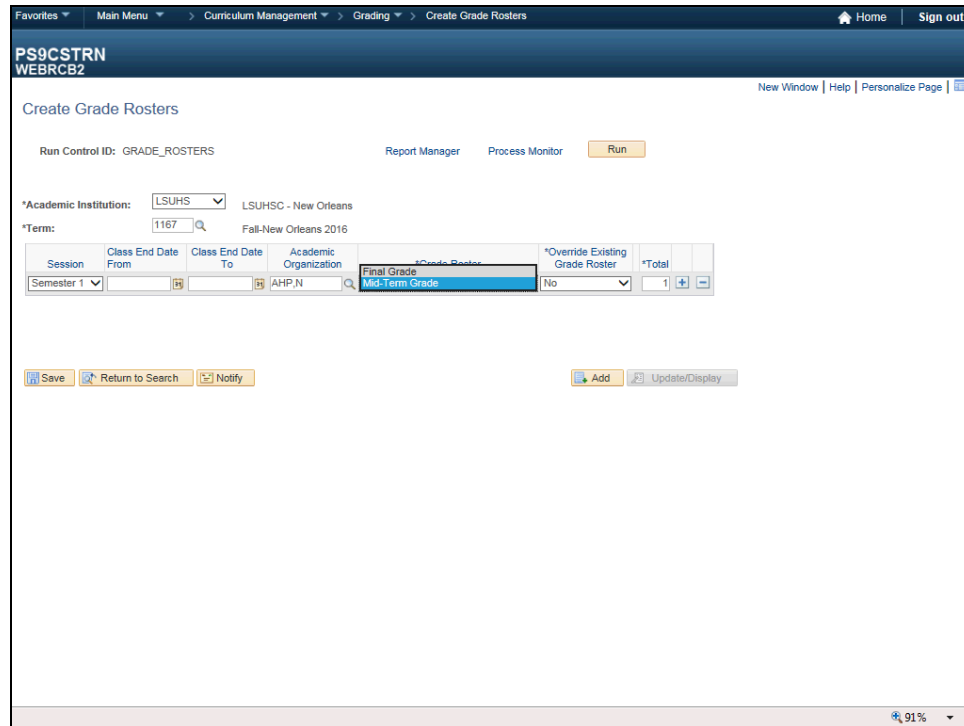 Favorites Main Menu > Curriculum Management > Grading > Create Grade Rosters Home Sign out
PS9CSTRN
WEBRCB2
New Window | Help | Personalize Page |
Create Grade Rosters
Run Control ID: GRADE_ROSTERS Report Manager Process Monitor Run
*Academic Institution: LSUHS LSUHSC - New Orleans
*Term: 1167 Fall-New Orleans 2016
Session Class End Date From Class End Date To Academic Organization *Grade Roster *Override Existing Grade Roster *Total
Final Grade
Semester 1 AHP,N Mid-Term Grade No 1 + -
Save Return to Search Notify Add Update/Display
91%